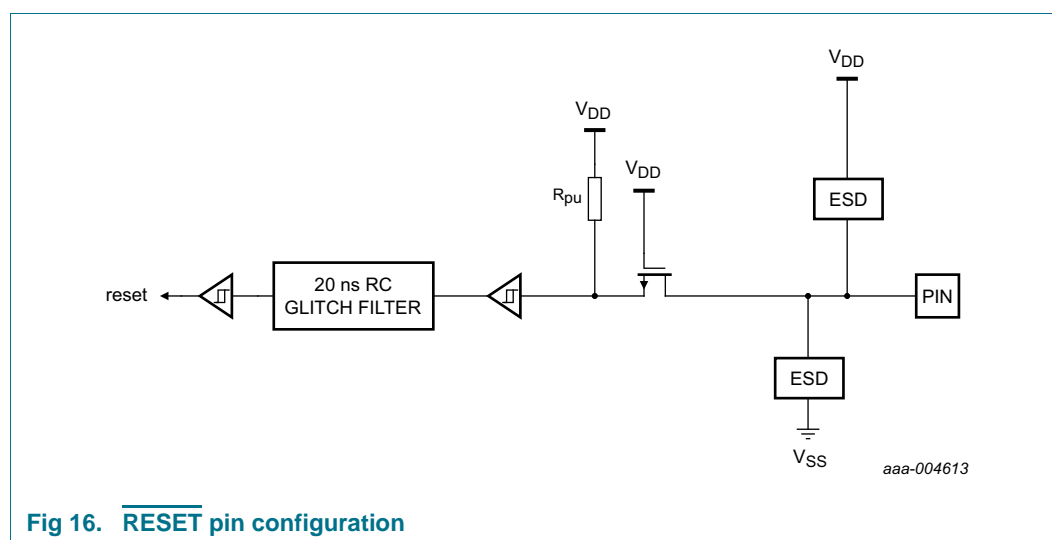 VDD
VDD
VDD
Rpu
ESD
reset
20 ns RC
GLITCH FILTER
PIN
ESD
VSS
aaa-004613
Fig 16. RESET pin configuration